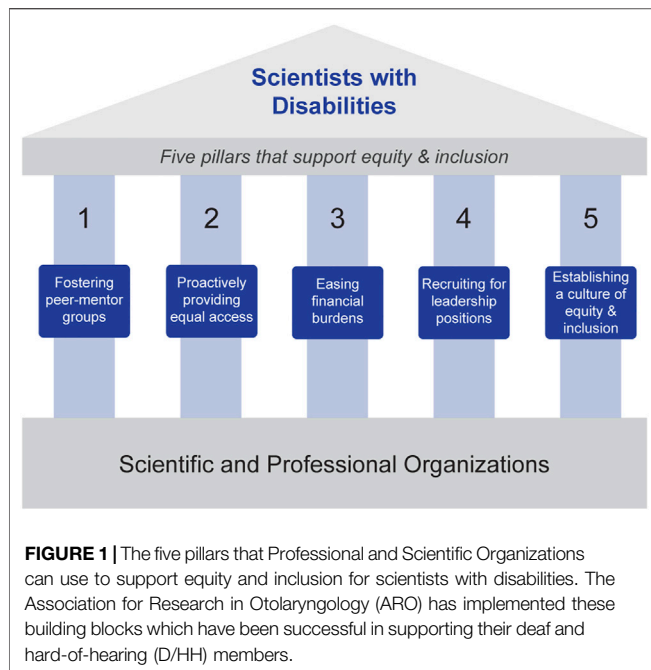 Scientists with
Disabilities
Five pillars that support equity & inclusion
1
2
3
4
5
Fostering
peer-mentor
groups
Proactively
providing
equal access
Easing
financial
burdens
Recruiting for
leadership
positions
Establishing
a culture of
equity &
inclusion
Scientific and Professional Organizations
FIGURE 1 | The five pillars that Professional and Scientific Organizations
can use to support equity and inclusion for scientists with disabilities. The
Association for Research in Otolaryngology (ARO) has implemented these
building blocks which have been successful in supporting their deaf and
hard-of-hearing (D/HH) members.